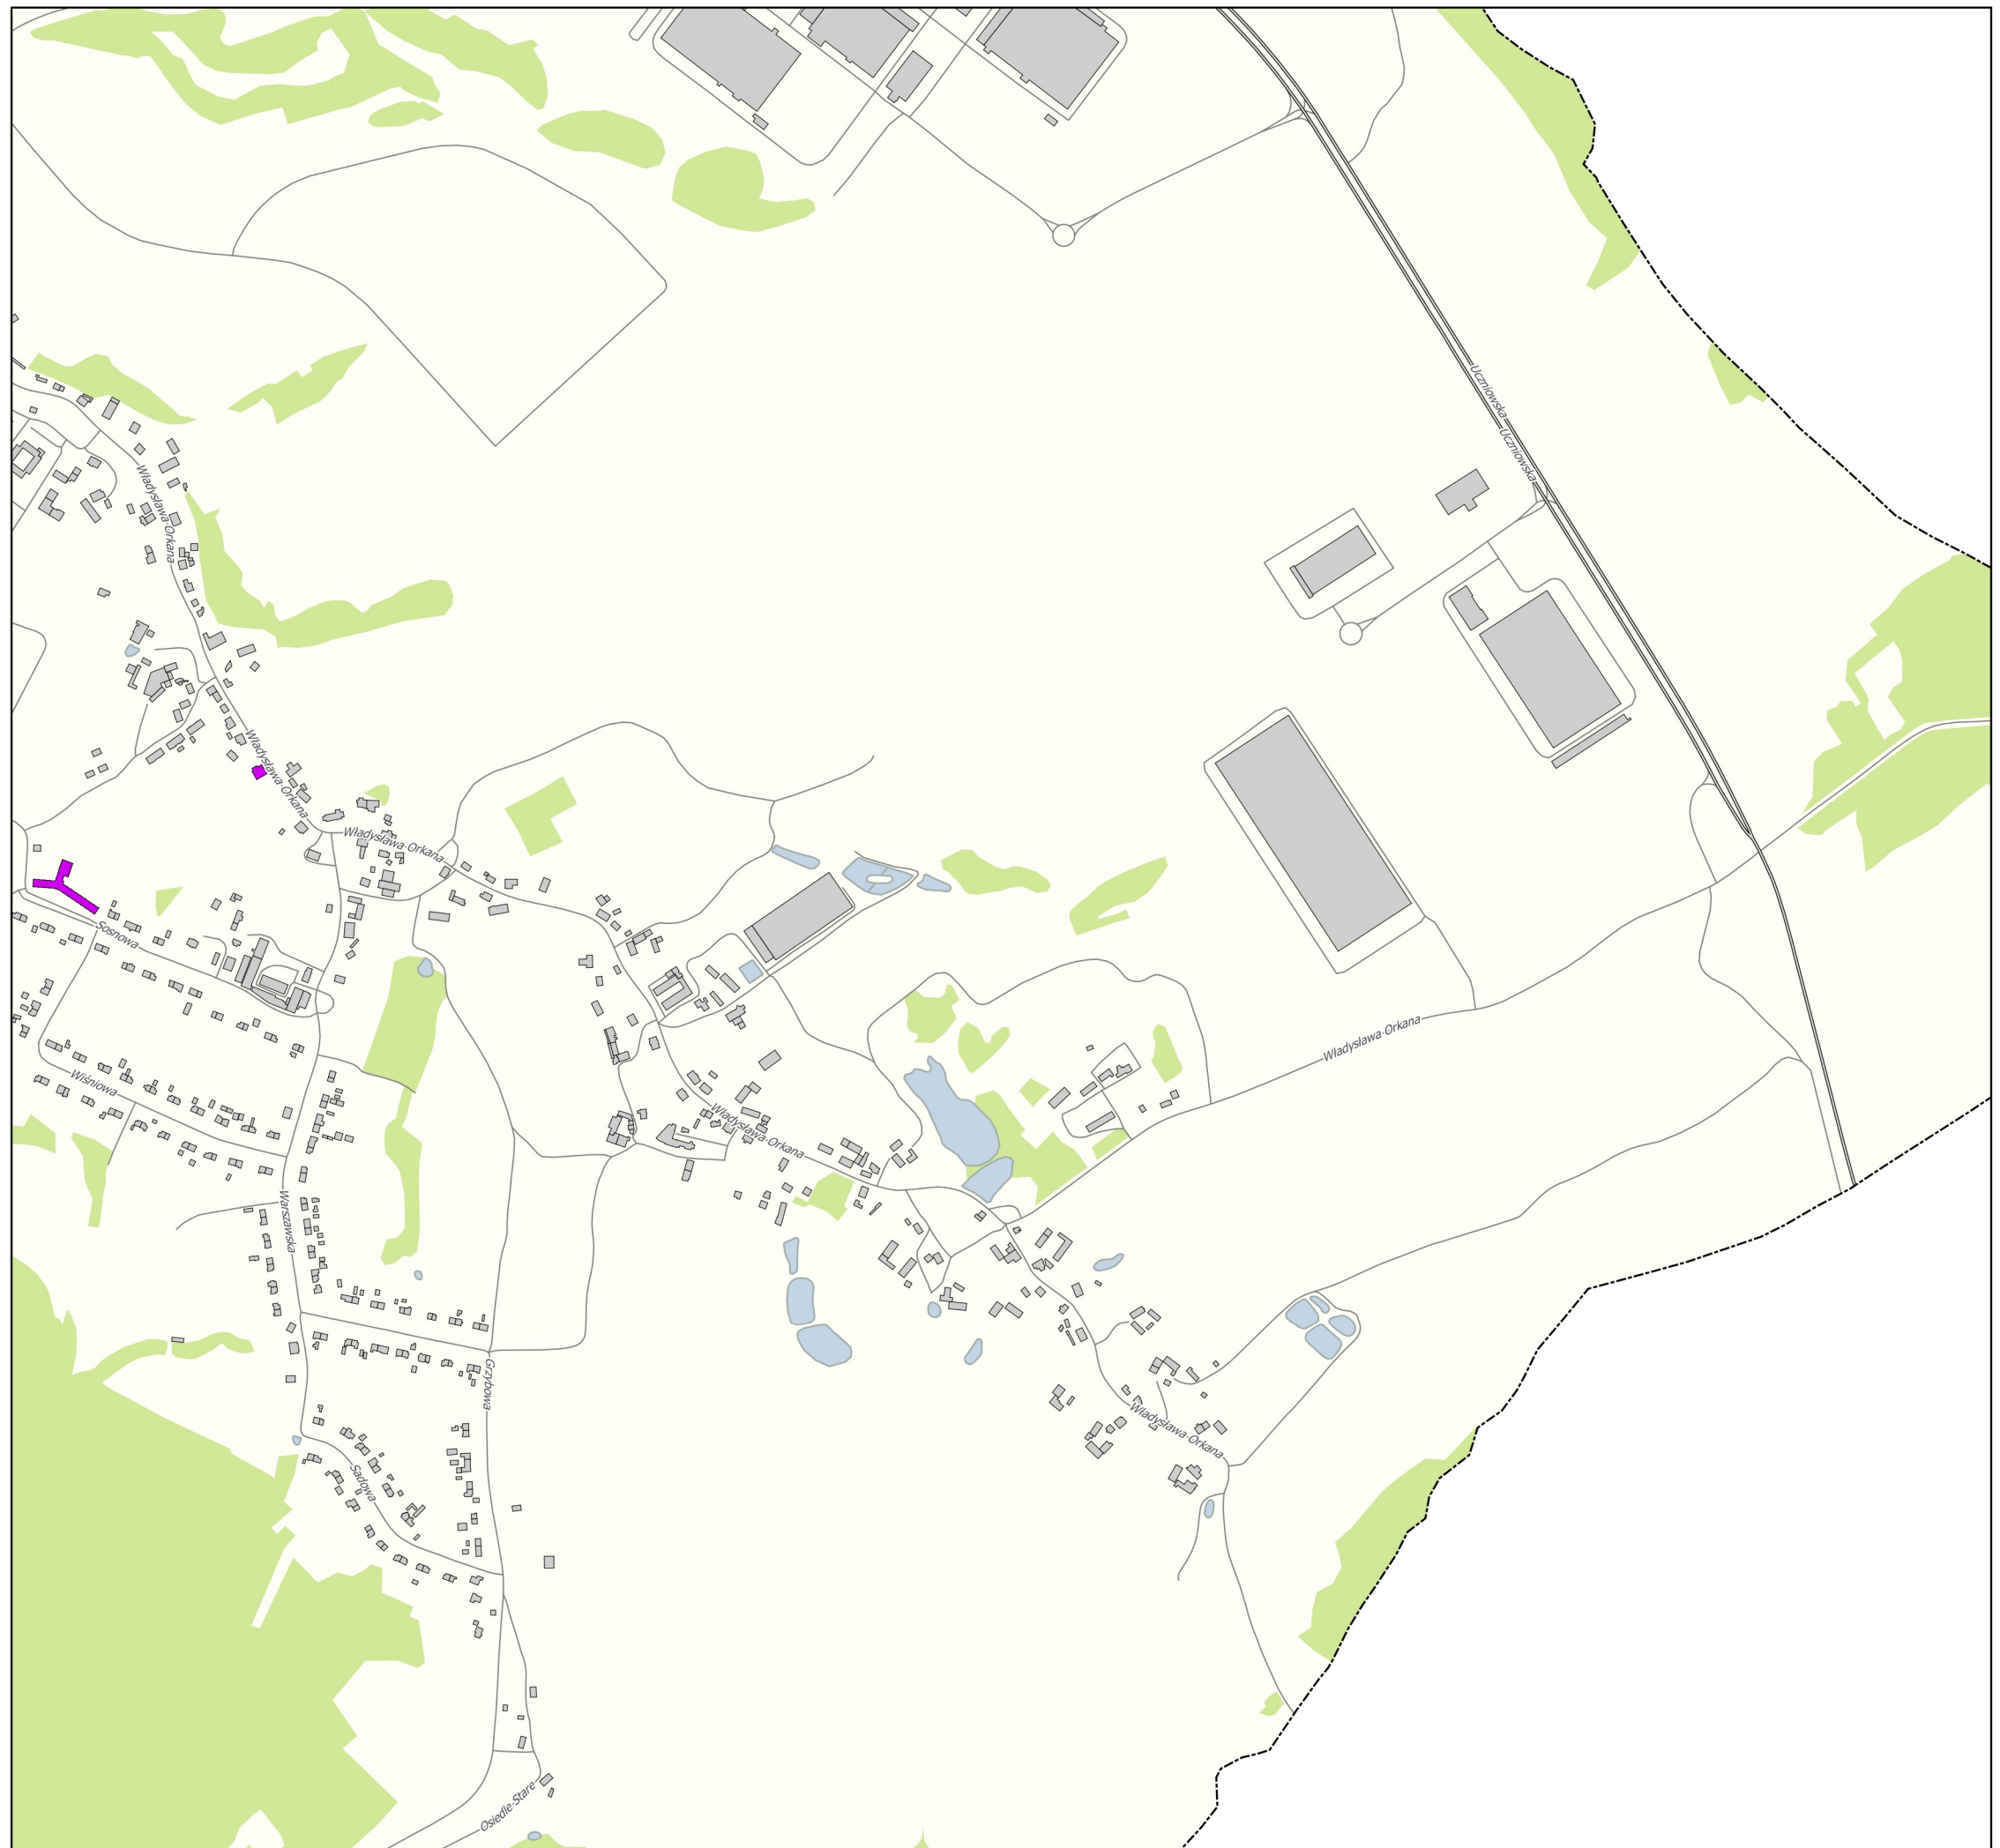 Uczniowska
Uczniowska
Władysława Orkana
Władysława Orkana
Władysława Orkana
Sosnowa
Władysława Orkana
Wiśniowa
Władysława Orkana
Warszawska
Grzybowa
Władysława Orkana
Sadowa
Osiedle Stare